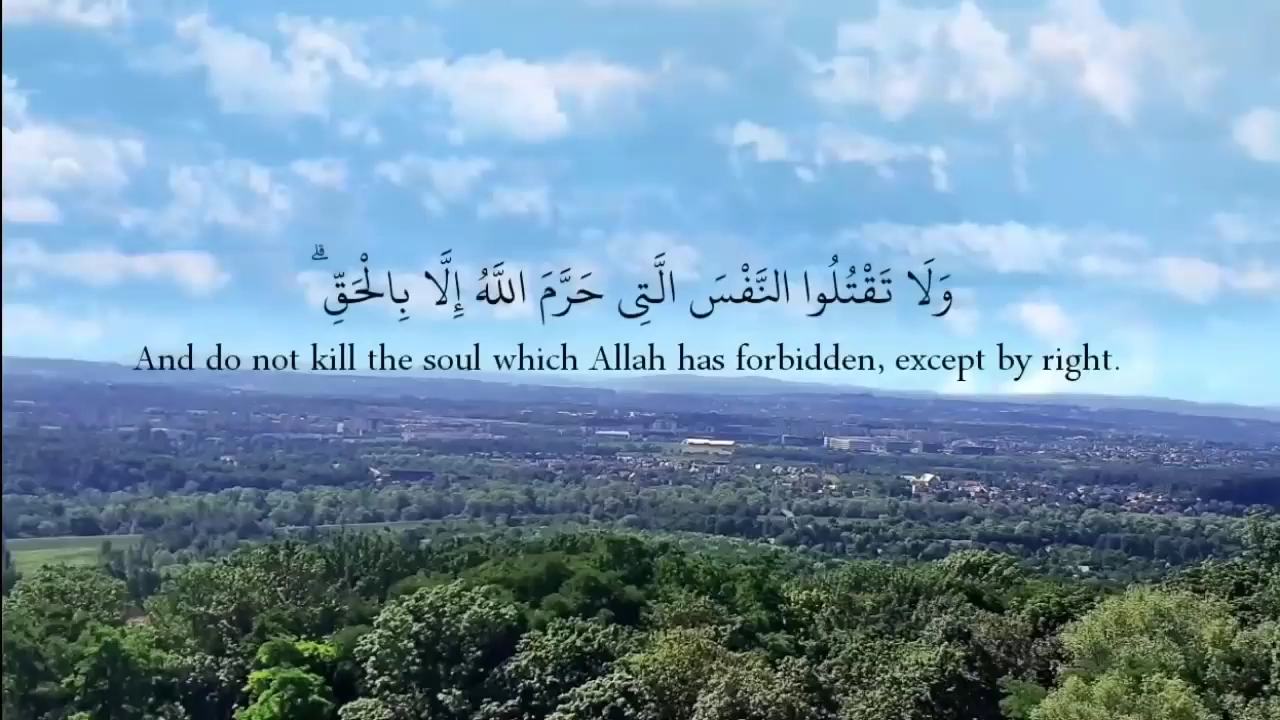 وَلَا تَقْتُلُوا النَّفْسَ الَّتِى حَرَّمَ اللَّهُ إِلَّا بِالْحَقِّ ۗ
And do not kill the soul which Allah has forbidden, except by right.